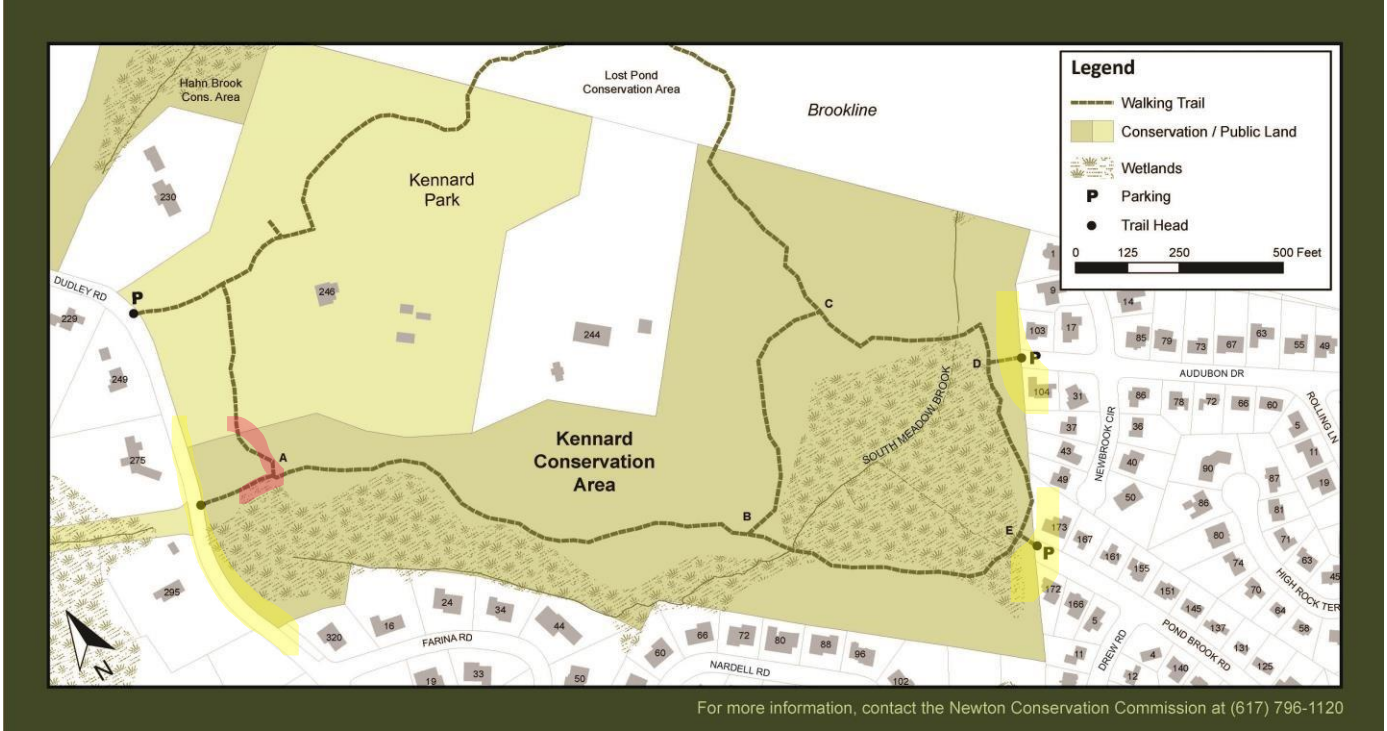 Hahn Brook
Cons. Area
Lost Pond
Conservation Area
Brookline
Legend
Walking Trail
Conservation / Public Land
Wetlands
P
Parking
Trail Head
0
125
250
500 Feet
Kennard
Park
230
DUDLEY RD
P
229
246
244
249
275
A
Kennard
Conservation
Area
B
C
D
E
SOUTH MEADOW BROOK
P
P
1
9
14
103
17
85
79
73
67
63
55
49
AUDUBON DR
104
31
86
78
72
66
60
ROLLING LN
37
36
5
43
NEWBROOK CIR
40
90
11
49
50
87
19
86
81
173
167
80
71
161
63
155
74
45
HIGH ROCK TER
172
151
70
166
145
64
5
137
58
POND BROOK RD
131
DREW RD
125
11
4
12
140
295
320
16
24
34
44
FARINA RD
19
33
50
60
66
72
80
88
96
NARDELL RD
102
N
For more information, contact the Newton Conservation Commission at (617) 796-1120